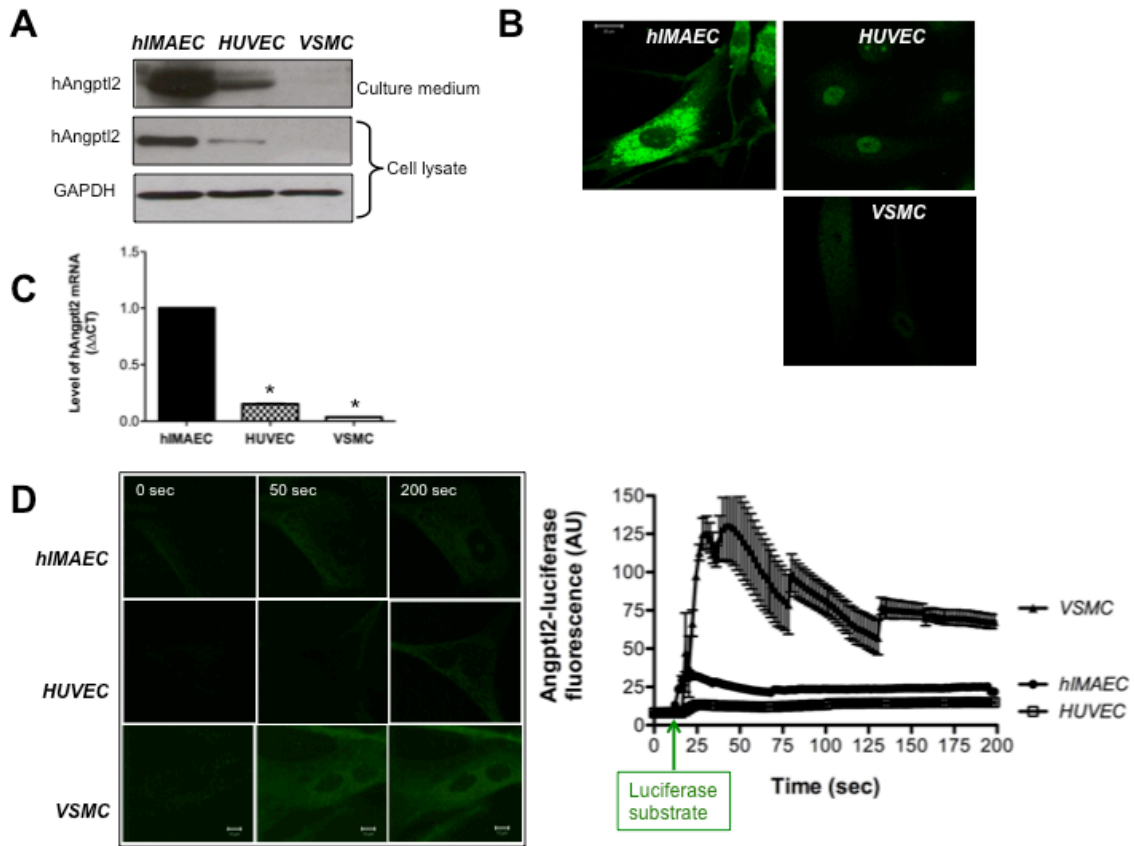 A
hIMAEC HUVEC VSMC
hAngptl2
Culture medium
hAngptl2
Cell lysate
GAPDH
B
hIMAEC
HUVEC
VSMC
C
Level of hAngptl2 mRNA
(ΔΔCT)
1.5
1.0
0.5
0.0
*
*
hIMAEC HUVEC VSMC
D
0 sec 50 sec 200 sec
hIMAEC
HUVEC
VSMC
Angptl2-luciferase
fluorescence (AU)
150
125
100
75
50
25
0
0 25 50 75 100 125 150 175 200
Time (sec)
VSMC
hIMAEC
HUVEC
Luciferase
substrate